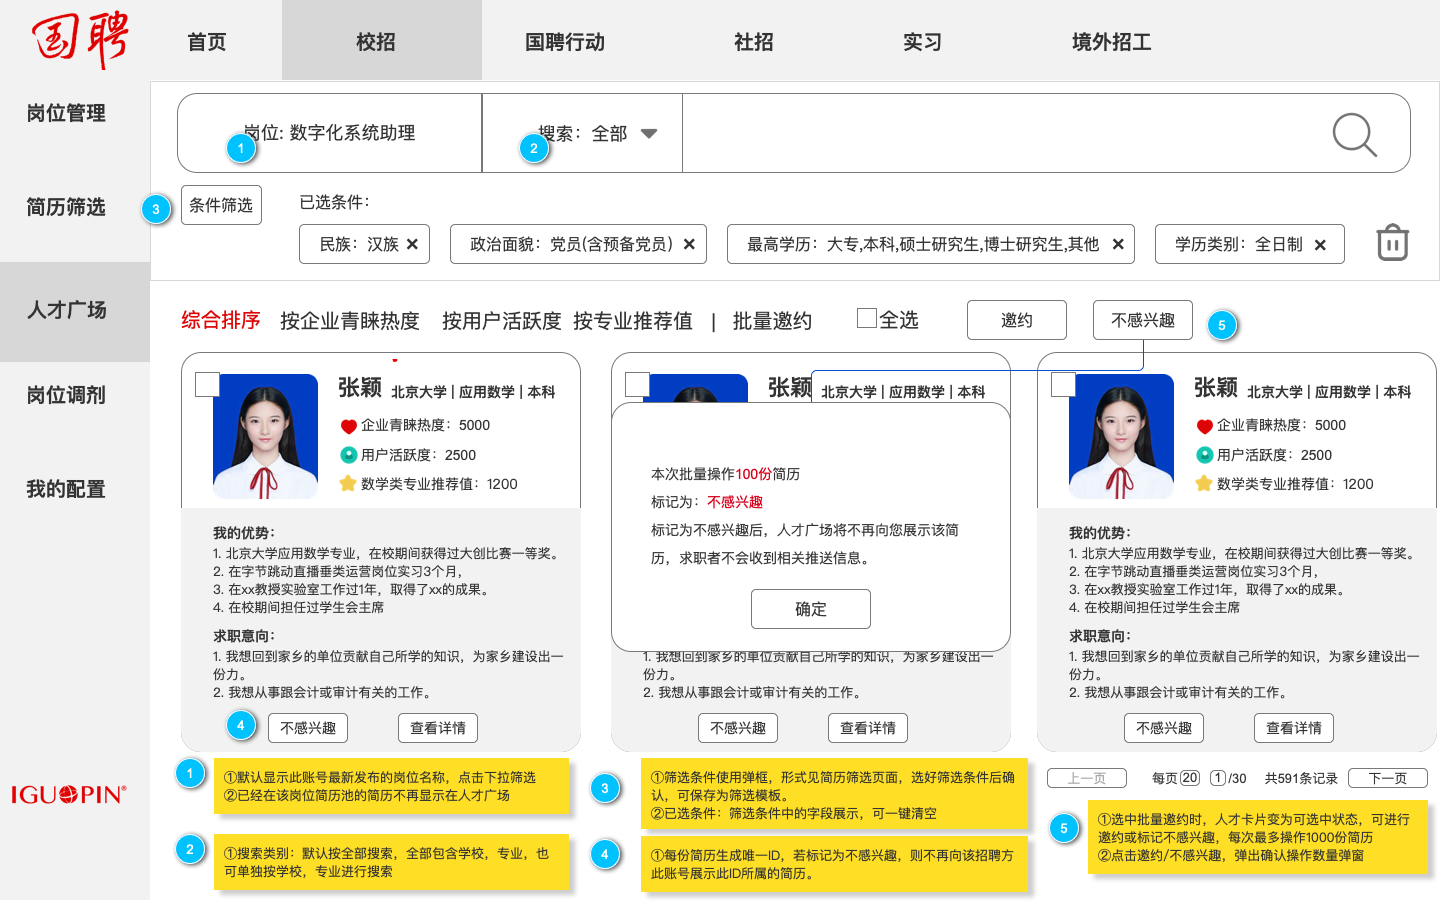 国聘
首页
校招
国聘行动
社招
实习
境外招工
岗位管理
简历筛选
人才广场
岗位调剂
我的配置
IGUOPIN®
岗位: 数字化系统助理
1
搜索：全部
2
3
条件筛选
已选条件：
民族：汉族 ×
政治面貌：党员(含预备党员) ×
最高学历：大专,本科,硕士研究生,博士研究生,其他 ×
学历类别：全日制 ×
综合排序 按企业青睐热度 按用户活跃度 按专业推荐值 | 批量邀约
全选
邀约
不感兴趣
5
张颖 北京大学 | 应用数学 | 本科
企业青睐热度：5000
用户活跃度：2500
数学类专业推荐值：1200
我的优势：
1. 北京大学应用数学专业，在校期间获得过大创比赛一等奖。
2. 在字节跳动直播垂类运营岗位实习3个月，
3. 在xx教授实验室工作过1年，取得了xx的成果。
4. 在校期间担任过学生会主席
求职意向：
1. 我想回到家乡的单位贡献自己所学的知识，为家乡建设出一
份力。
2. 我想从事跟会计或审计有关的工作。
4
不感兴趣
查看详情
张颖 北京大学 | 应用数学 | 本科
本次批量操作100份简历
标记为：不感兴趣
标记为不感兴趣后，人才广场将不再向您展示该简
历，求职者不会收到相关推送信息。
确定
1. 我想回到家乡的单位贡献自己所学的知识，为家乡建设出一
份力。
2. 我想从事跟会计或审计有关的工作。
不感兴趣
查看详情
张颖 北京大学 | 应用数学 | 本科
企业青睐热度：5000
用户活跃度：2500
数学类专业推荐值：1200
我的优势：
1. 北京大学应用数学专业，在校期间获得过大创比赛一等奖。
2. 在字节跳动直播垂类运营岗位实习3个月，
3. 在xx教授实验室工作过1年，取得了xx的成果。
4. 在校期间担任过学生会主席
求职意向：
1. 我想回到家乡的单位贡献自己所学的知识，为家乡建设出一
份力。
2. 我想从事跟会计或审计有关的工作。
不感兴趣
查看详情
1
①默认显示此账号最新发布的岗位名称，点击下拉筛选
②已经在该岗位简历池的简历不再显示在人才广场
2
①搜索类别：默认按全部搜索，全部包含学校，专业，也
可单独按学校，专业进行搜索
3
①筛选条件使用弹框，形式见简历筛选页面，选好筛选条件后确
认，可保存为筛选模板。
②已选条件：筛选条件中的字段展示，可一键清空
4
①每份简历生成唯一ID，若标记为不感兴趣，则不再向该招聘方
此账号展示此ID所属的简历。
上一页 每页20 1/30 共591条记录 下一页
5
①选中批量邀约时，人才卡片变为可选中状态，可进行
邀约或标记不感兴趣，每次最多操作1000份简历
②点击邀约/不感兴趣，弹出确认操作数量弹窗